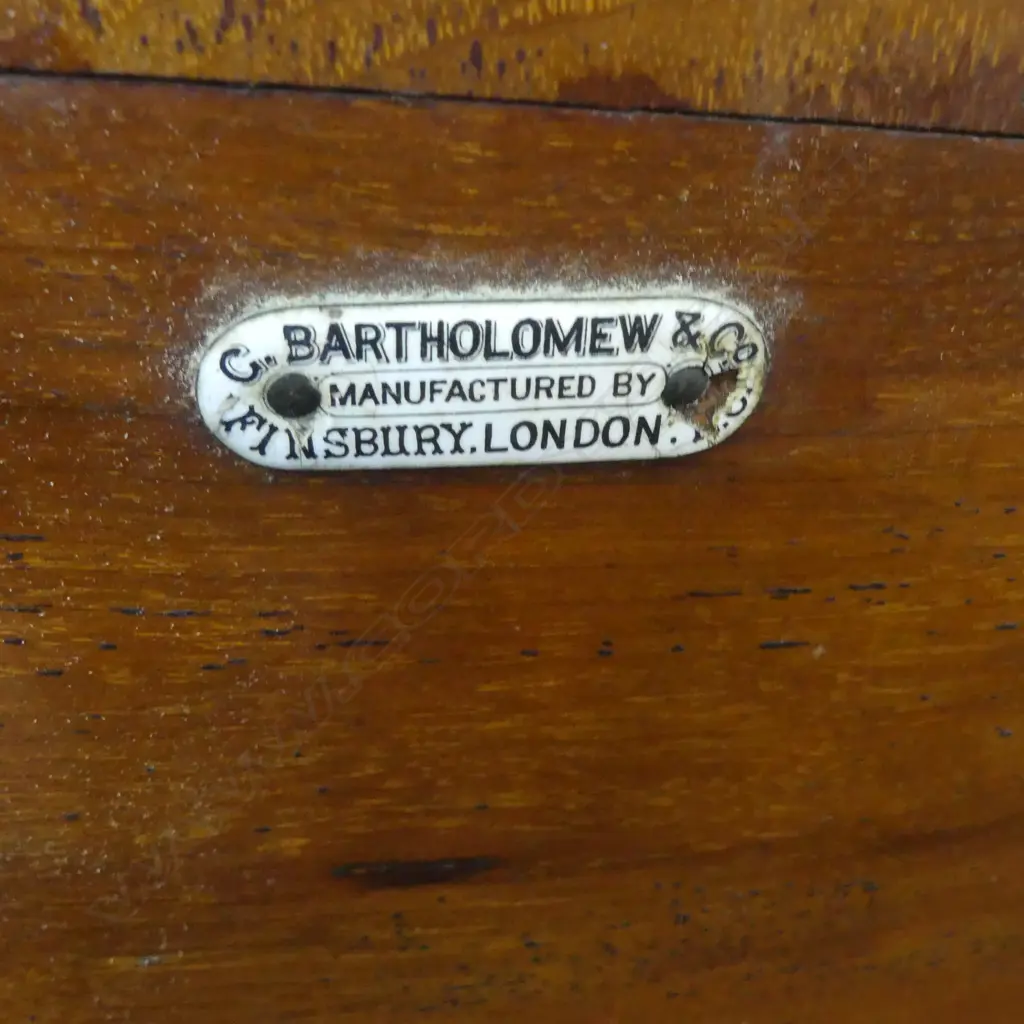 C. BARTHOLOMEW & Co.
MANUFACTURED BY
FINSBURY. LONDON.